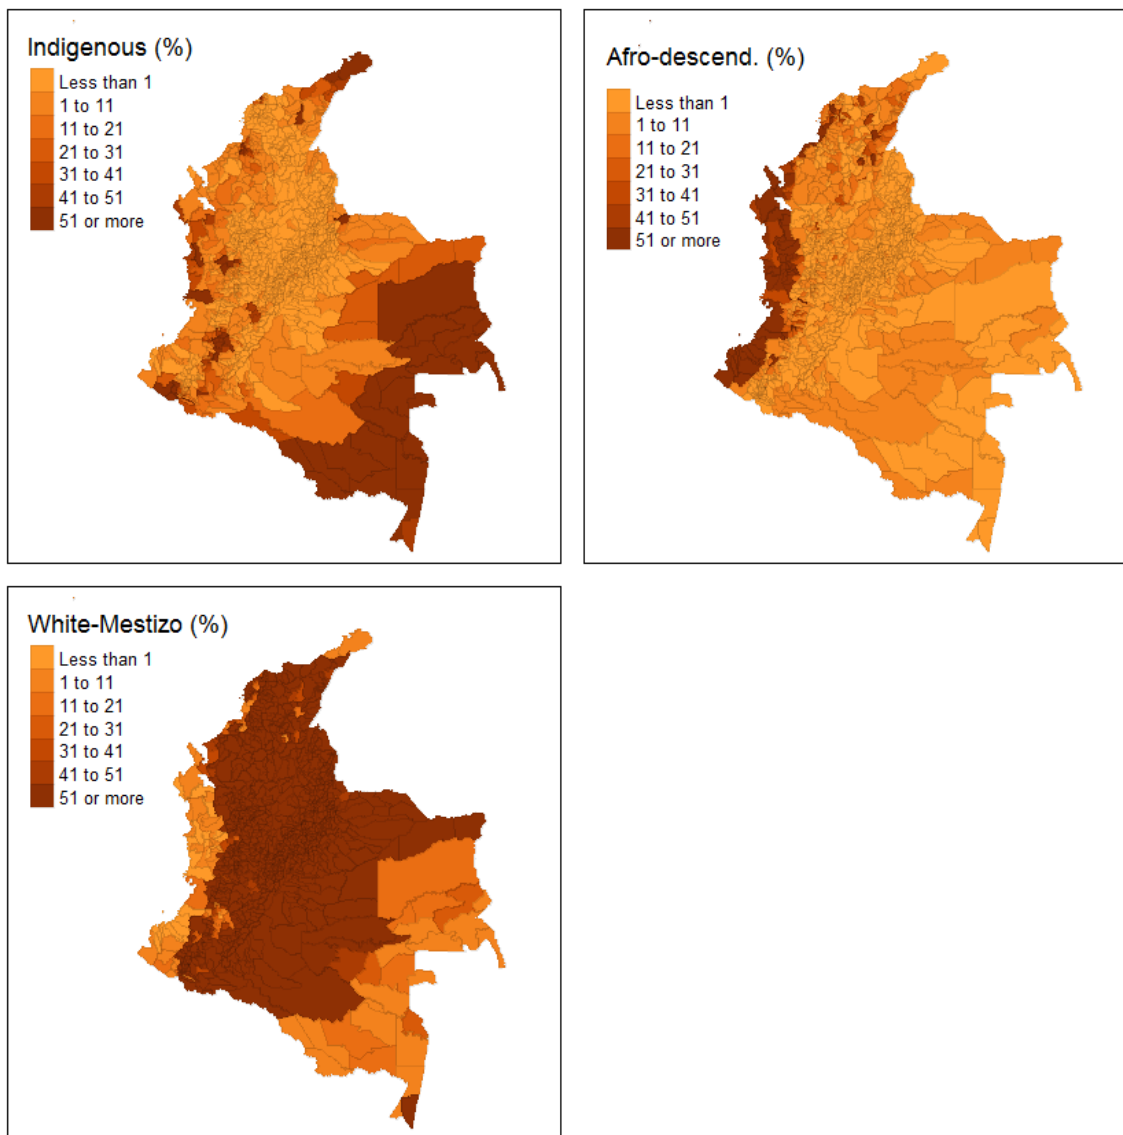 Indigenous (%)
Less than 1
1 to 11
11 to 21
21 to 31
31 to 41
41 to 51
51 or more
Afro-descend. (%)
Less than 1
1 to 11
11 to 21
21 to 31
31 to 41
41 to 51
51 or more
White-Mestizo (%)
Less than 1
1 to 11
11 to 21
21 to 31
31 to 41
41 to 51
51 or more